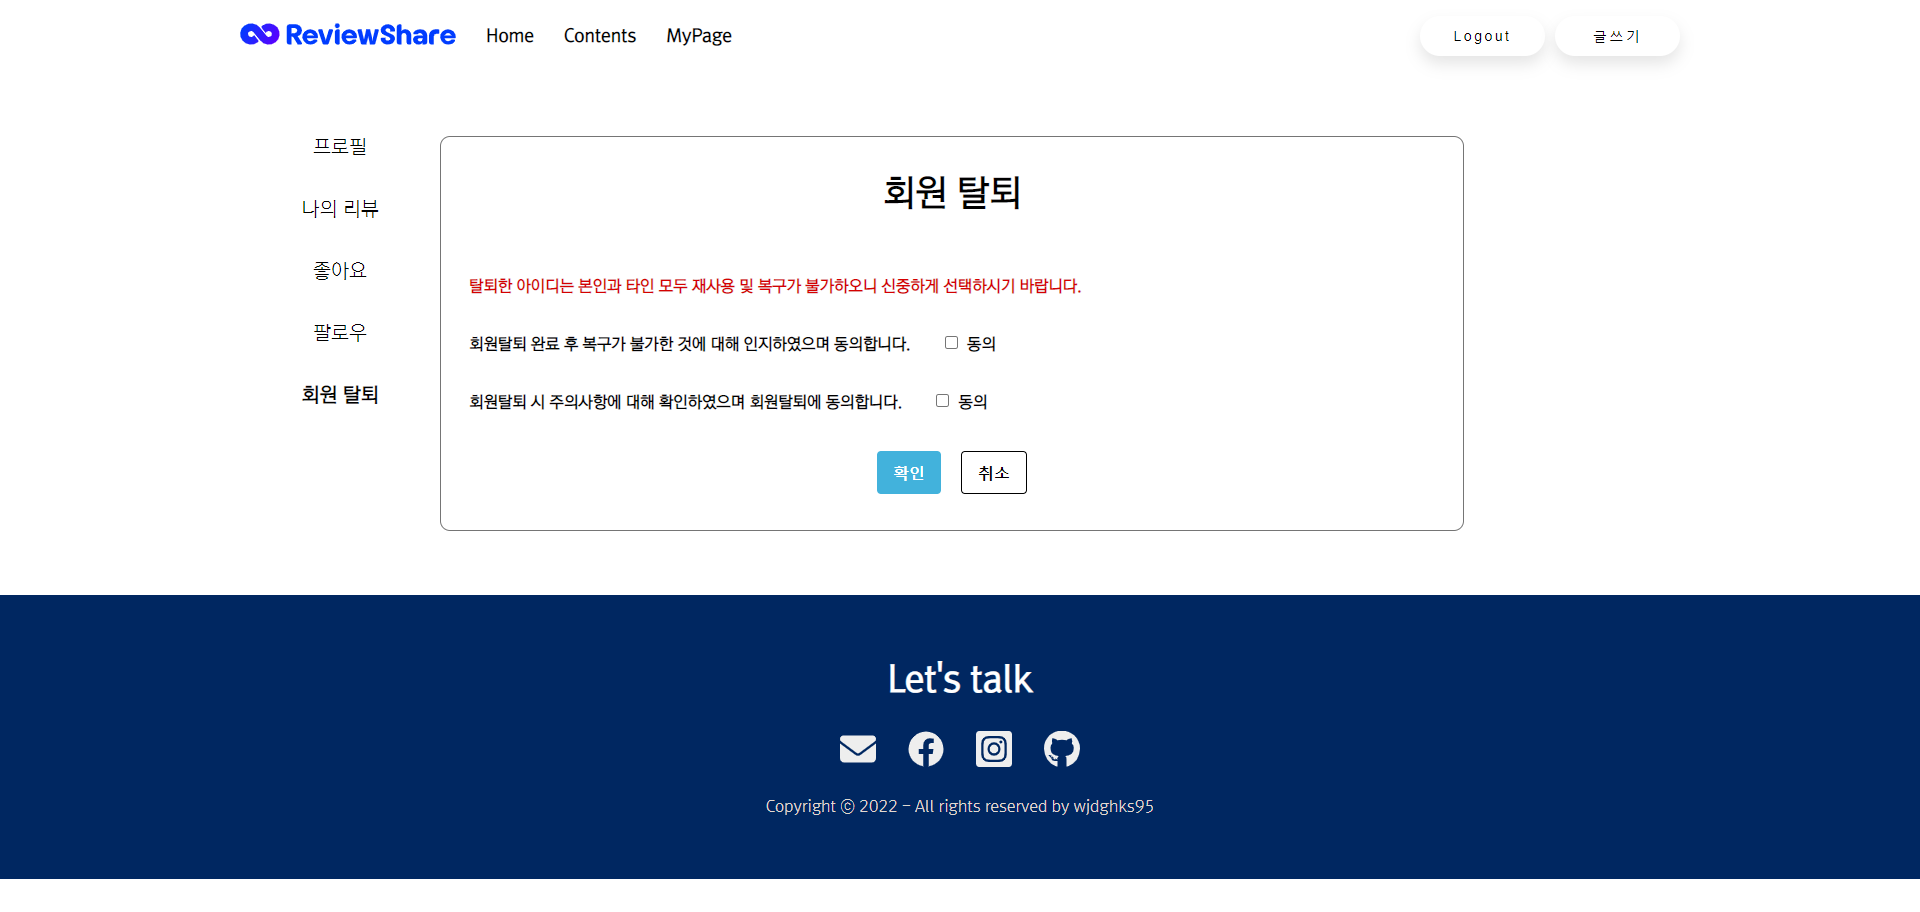 ReviewShare Home Contents MyPage Logout 글쓰기
프로필
나의 리뷰
좋아요
팔로우
회원 탈퇴
회원 탈퇴
탈퇴한 아이디는 본인과 타인 모두 재사용 및 복구가 불가하오니 신중하게 선택하시기 바랍니다.
회원탈퇴 완료 후 복구가 불가한 것에 대해 인지하였으며 동의합니다. 동의
회원탈퇴 시 주의사항에 대해 확인하였으며 회원탈퇴에 동의합니다. 동의
확인 취소
Let's talk
Copyright ⓒ 2022 - All rights reserved by wjdghks95